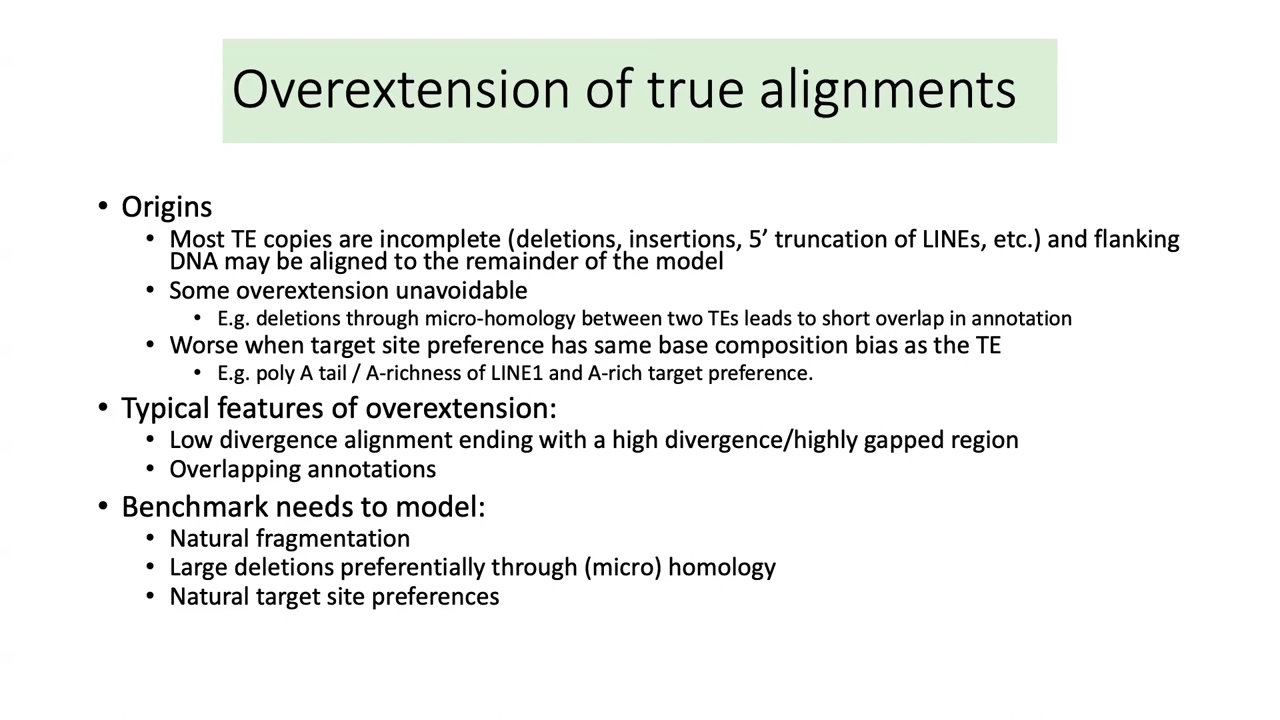 Overextension of true alignments
• Origins
• Most TE copies are incomplete (deletions, insertions, 5’ truncation of LINEs, etc.) and flanking
DNA may be aligned to the remainder of the model
• Some overextension unavoidable
• E.g. deletions through micro-homology between two TEs leads to short overlap in annotation
• Worse when target site preference has same base composition bias as the TE
• E.g. poly A tail / A-richness of LINE1 and A-rich target preference.
• Typical features of overextension:
• Low divergence alignment ending with a high divergence/highly gapped region
• Overlapping annotations
• Benchmark needs to model:
• Natural fragmentation
• Large deletions preferentially through (micro) homology
• Natural target site preferences